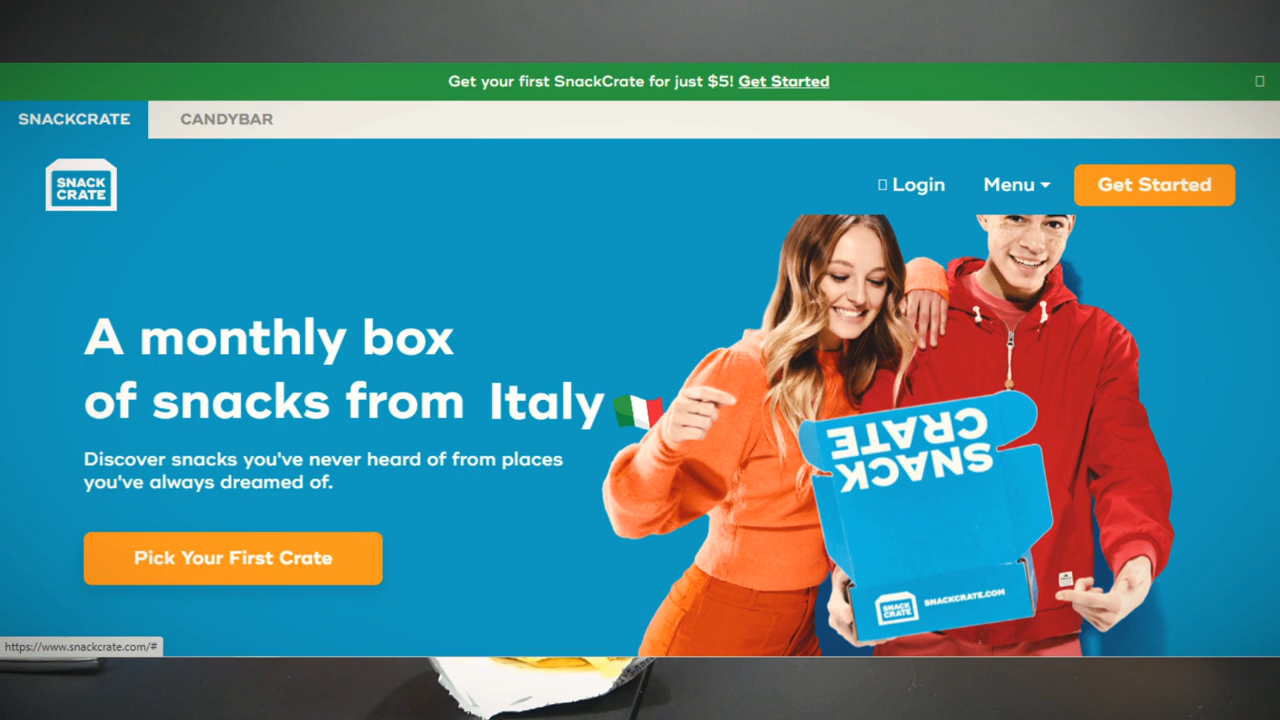 Get your first SnackCrate for just $5! Get Started
SNACKCRATE
CANDYBAR
SNACK
CRATE
Login
Menu
Get Started
A monthly box
of snacks from Italy
Discover snacks you've never heard of from places
you've always dreamed of.
Pick Your First Crate
SNACK
CRATE
SNACK
CRATE
SNACKCRATE.COM
https://www.snackcrate.com/#